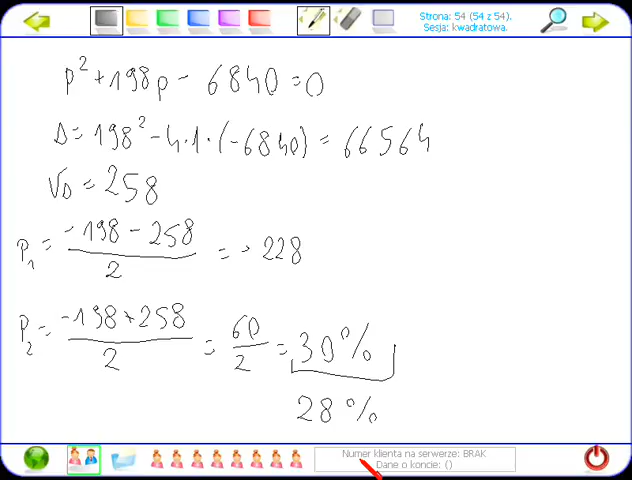 Strona: 54 (54 z 54).
Sesja: kwadratowa.
p² + 198p - 6840 = 0
Δ = 198² - 4·1·(-6840) = 66564
√Δ = 258
p₁ = (-198 - 258)/2 = -228
p₂ = (-198 + 258)/2 = 60/2 = 30%
28%
Numer klienta na serwerze: BRAK
Dane o koncie: ()